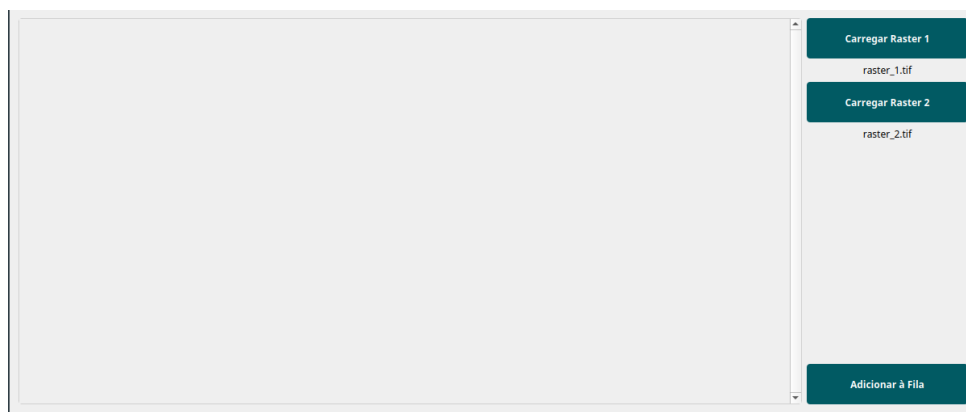 Carregar Raster 1
raster_1.tif
Carregar Raster 2
raster_2.tif
Adicionar à Fila